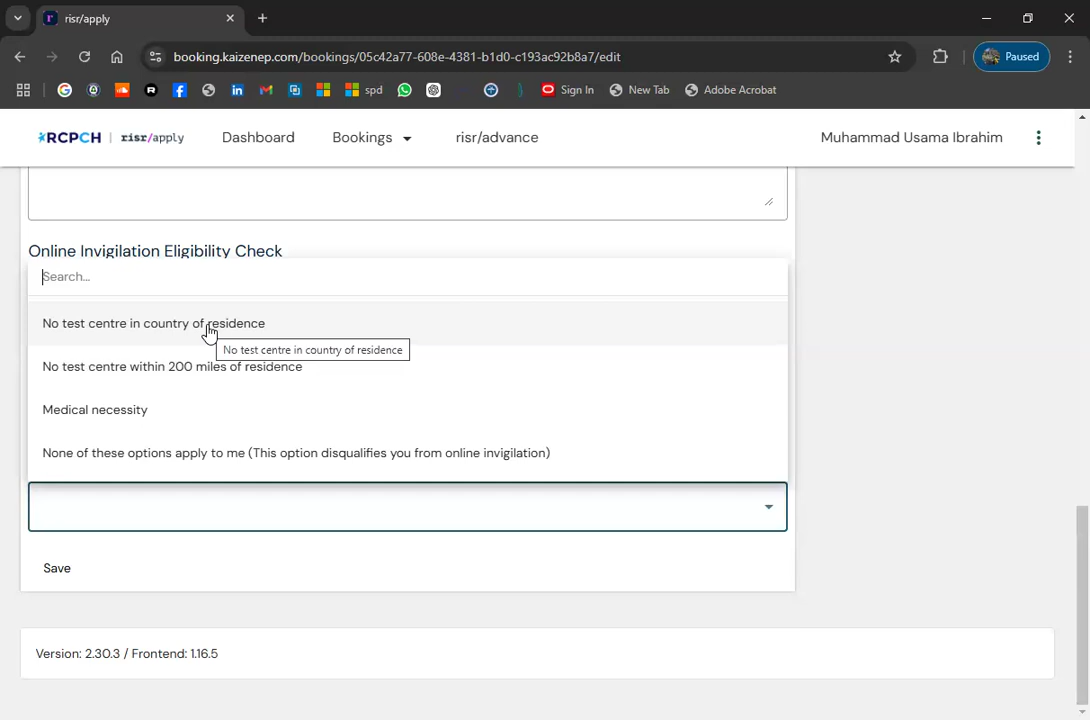 risr/apply
booking.kaizenep.com/bookings/05c42a77-608e-4381-b1d0-c193ac92b8a7/edit
Paused
spd
Sign In
New Tab
Adobe Acrobat
RCPCH | risr/apply
Dashboard
Bookings
risr/advance
Muhammad Usama Ibrahim
Online Invigilation Eligibility Check
Search...
No test centre in country of residence
No test centre in country of residence
No test centre within 200 miles of residence
Medical necessity
None of these options apply to me (This option disqualifies you from online invigilation)
Save
Version: 2.30.3 / Frontend: 1.16.5